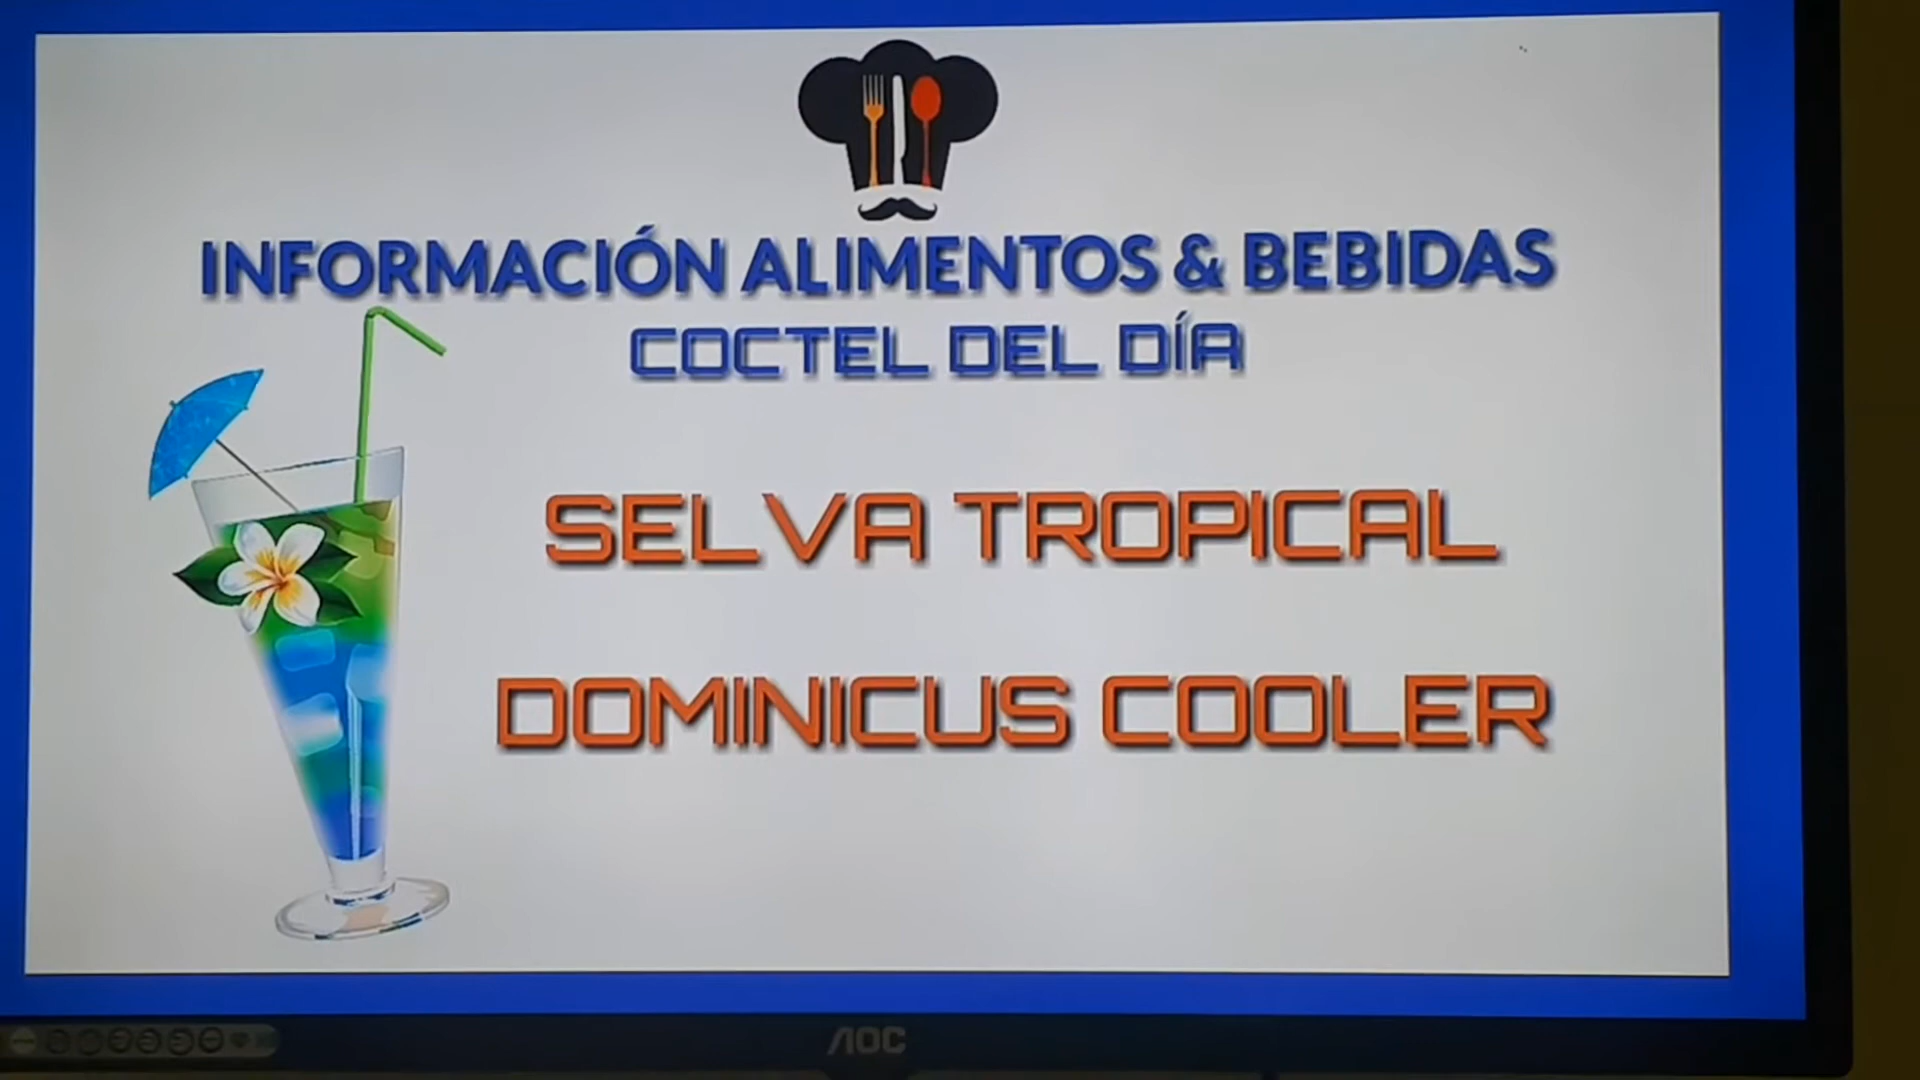 INFORMACIÓN ALIMENTOS & BEBIDAS
COCTEL DEL DÍA
SELVA TROPICAL
DOMINICUS COOLER
AOC